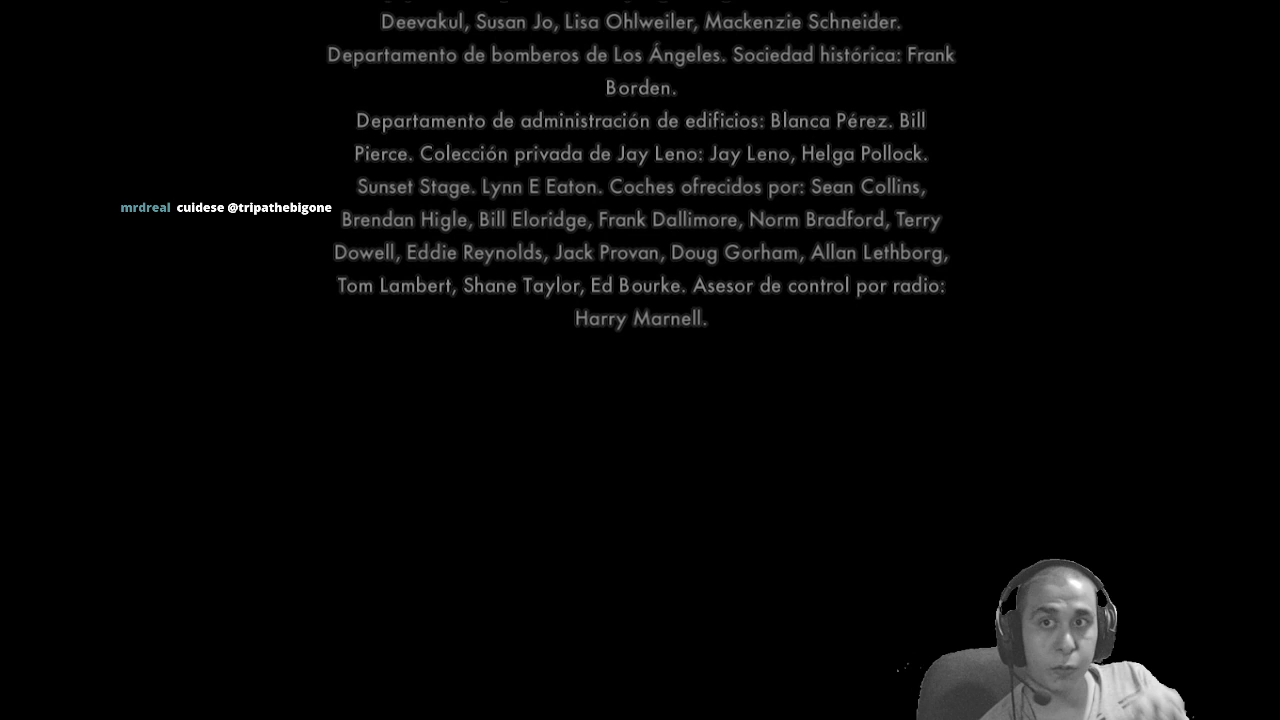 Deevakul, Susan Jo, Lisa Ohlweiler, Mackenzie Schneider.
Departamento de bomberos de Los Ángeles. Sociedad histórica: Frank
Borden.
Departamento de administración de edificios: Blanca Pérez. Bill
Pierce. Colección privada de Jay Leno: Jay Leno, Helga Pollock.
Sunset Stage. Lynn E Eaton. Coches ofrecidos por: Sean Collins,
mrdreal cuidese @tripathebigone
Brendan Higle, Bill Eloridge, Frank Dallimore, Norm Bradford, Terry
Dowell, Eddie Reynolds, Jack Provan, Doug Gorham, Allan Lethborg,
Tom Lambert, Shane Taylor, Ed Bourke. Asesor de control por radio:
Harry Marnell.